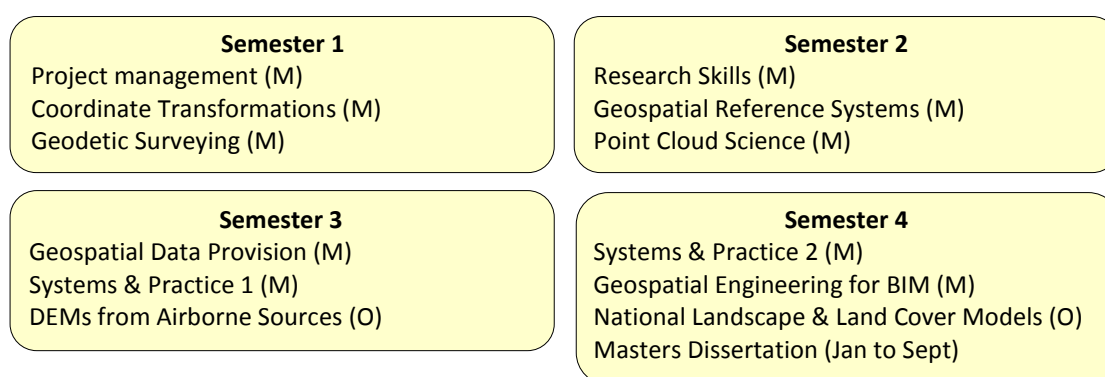 Semester 1
Project management (M)
Coordinate Transformations (M)
Geodetic Surveying (M)
Semester 2
Research Skills (M)
Geospatial Reference Systems (M)
Point Cloud Science (M)
Semester 3
Geospatial Data Provision (M)
Systems & Practice 1 (M)
DEMs from Airborne Sources (O)
Semester 4
Systems & Practice 2 (M)
Geospatial Engineering for BIM (M)
National Landscape & Land Cover Models (O)
Masters Dissertation (Jan to Sept)